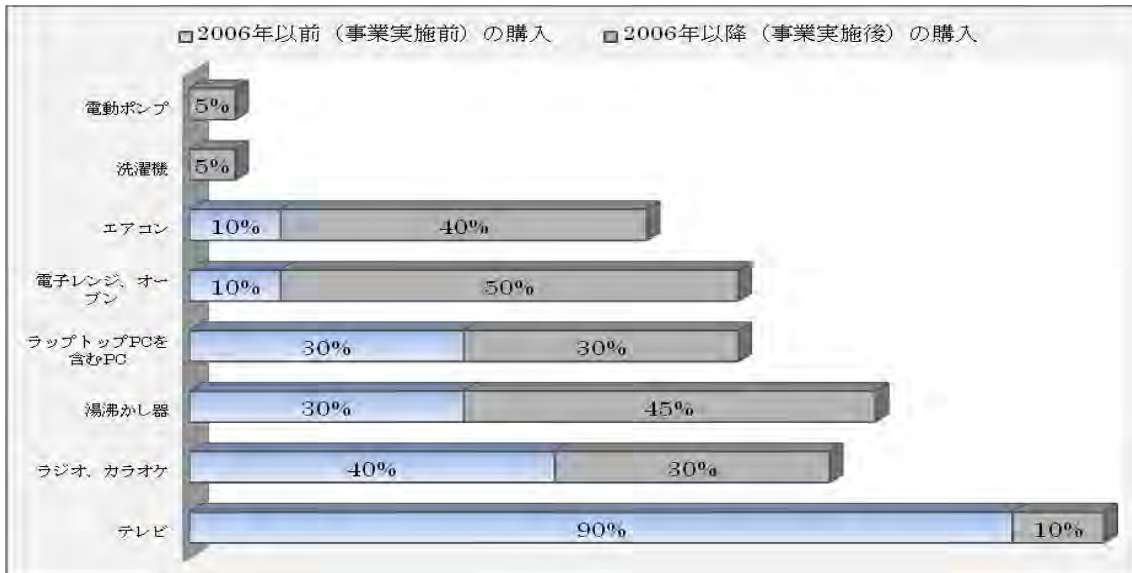 2006年以前（事業実施前）の購入 2006年以降（事業実施後）の購入
電動ポンプ 5%
洗濯機 5%
エアコン 10% 40%
電子レンジ、オー
ブン 10% 50%
ラップトップPCを
含むPC 30% 30%
湯沸かし器 30% 45%
ラジオ、カラオケ 40% 30%
テレビ 90% 10%